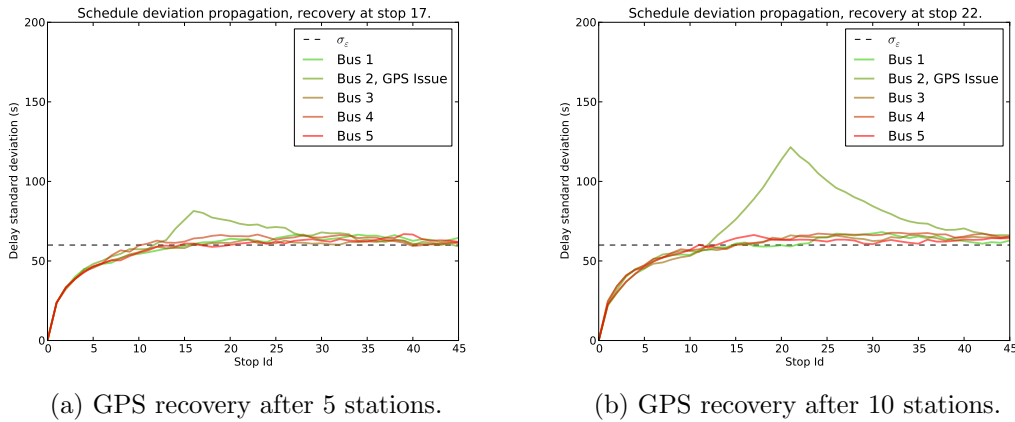 Schedule deviation propagation, recovery at stop 17.
200
150
100
50
0
Delay standard deviation (s)
σε
Bus 1
Bus 2, GPS Issue
Bus 3
Bus 4
Bus 5
0 5 10 15 20 25 30 35 40 45
Stop Id
(a) GPS recovery after 5 stations.
Schedule deviation propagation, recovery at stop 22.
200
150
100
50
0
Delay standard deviation (s)
σε
Bus 1
Bus 2, GPS Issue
Bus 3
Bus 4
Bus 5
0 5 10 15 20 25 30 35 40 45
Stop Id
(b) GPS recovery after 10 stations.